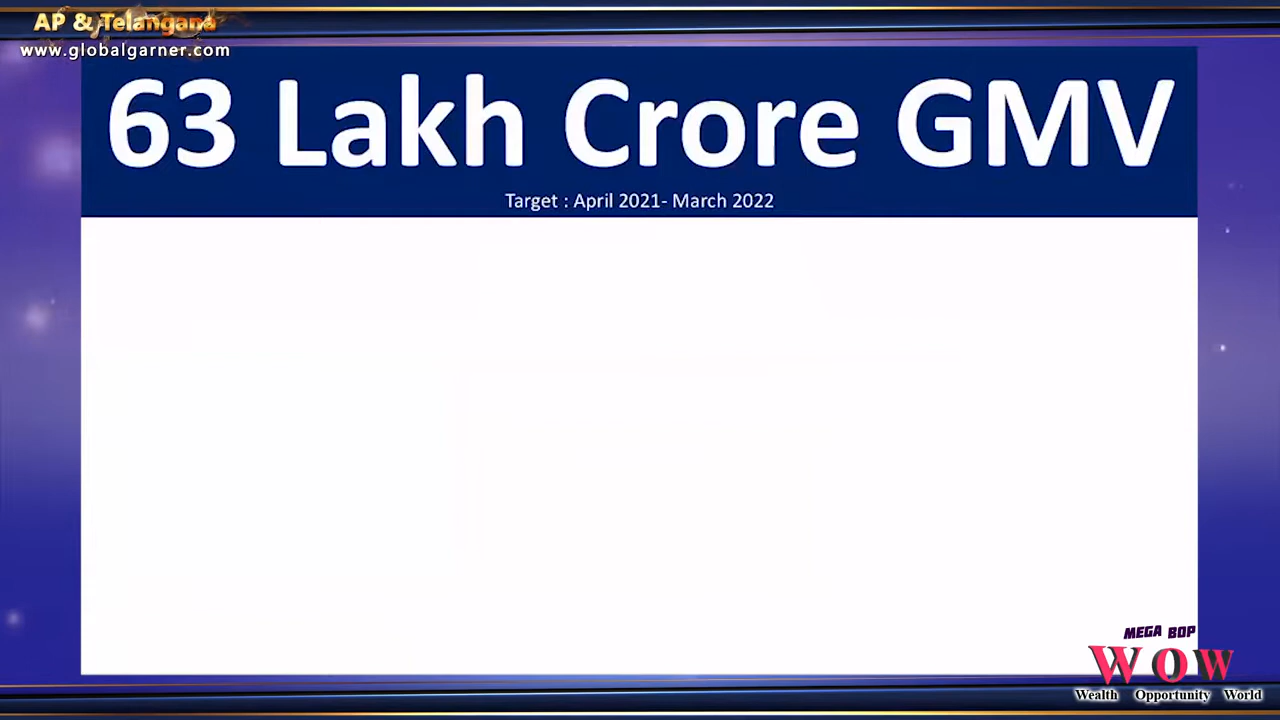 AP & Telangana
www.globalgarner.com
63 Lakh Crore GMV
Target : April 2021- March 2022
MEGA BOP
WOW
Wealth Opportunity World